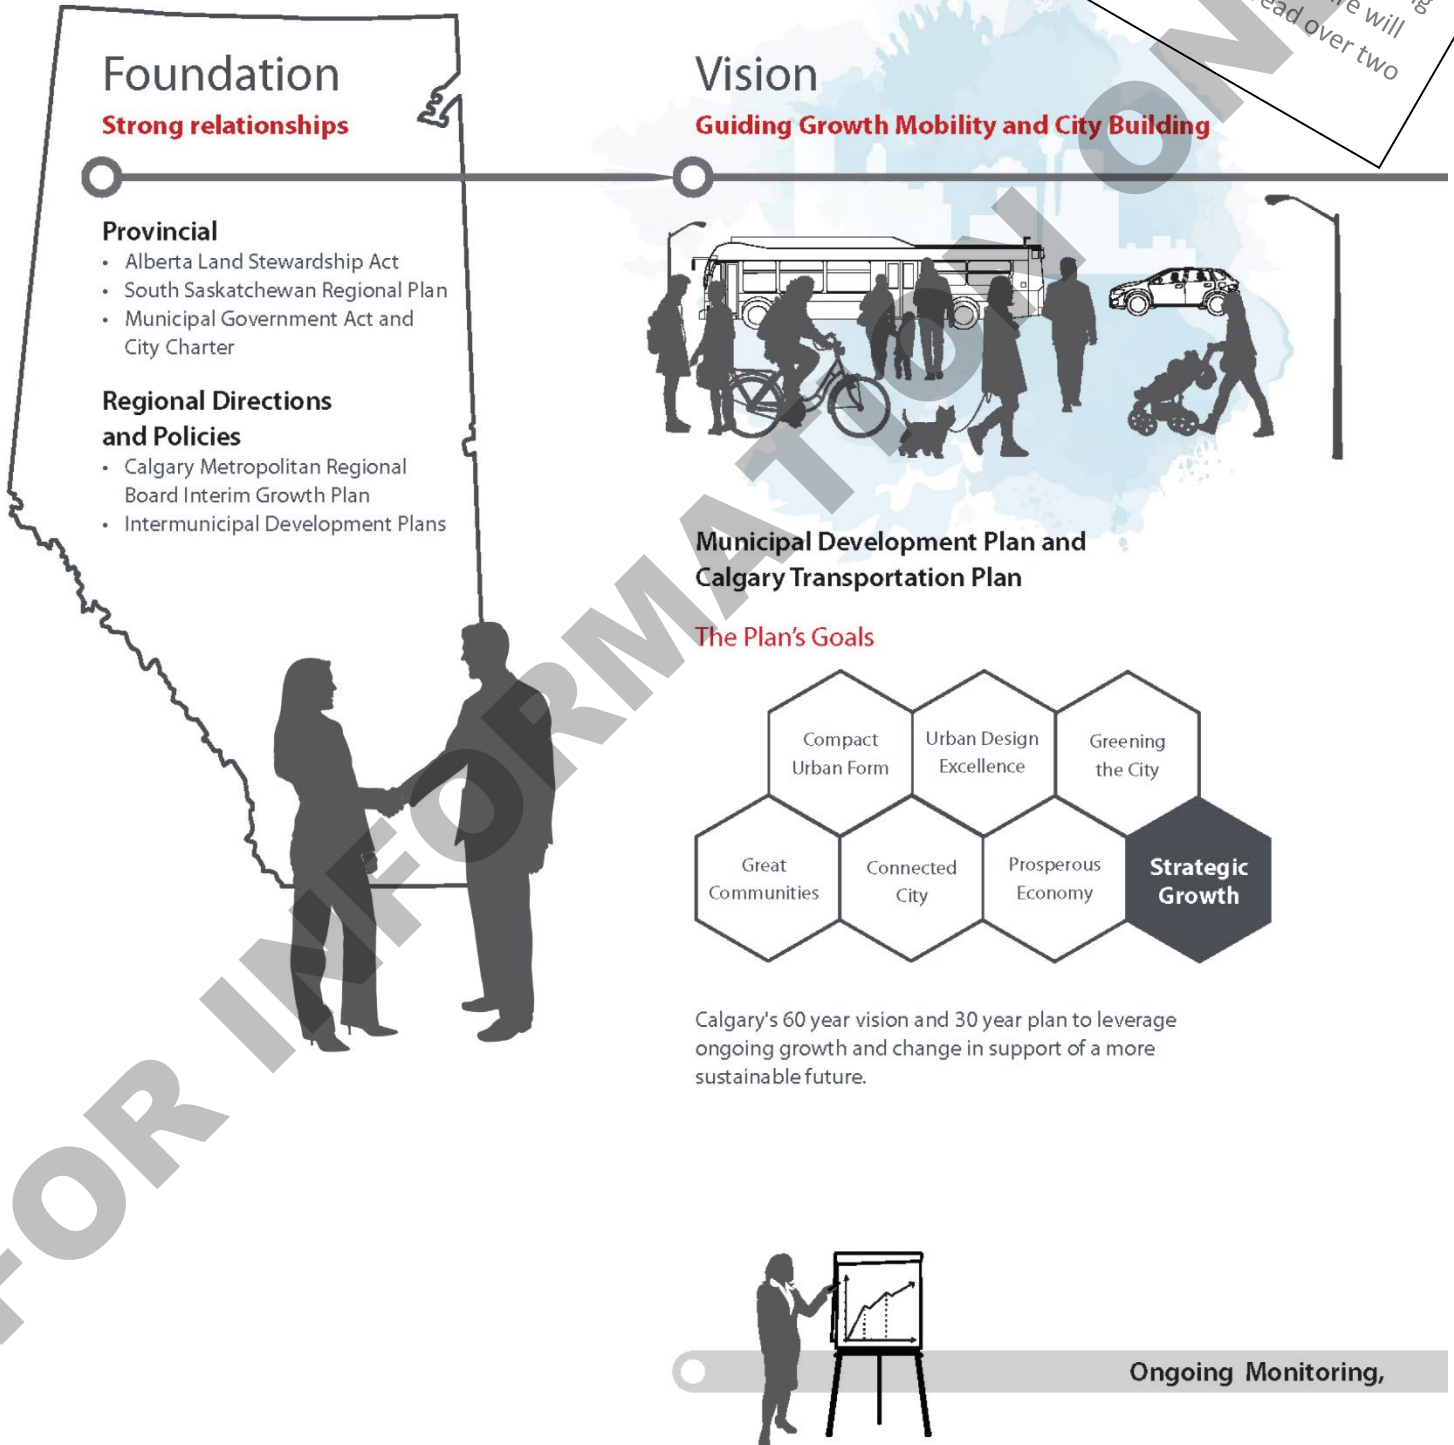 Foundation
Strong relationships
Provincial
• Alberta Land Stewardship Act
• South Saskatchewan Regional Plan
• Municipal Government Act and
City Charter
Regional Directions
and Policies
• Calgary Metropolitan Regional
Board Interim Growth Plan
• Intermunicipal Development Plans
Vision
Guiding Growth Mobility and City Building
will
over two
Municipal Development Plan and
Calgary Transportation Plan
The Plan's Goals
Compact
Urban Form
Urban Design
Excellence
Greening
the City
Great
Communities
Connected
City
Prosperous
Economy
Strategic
Growth
Calgary's 60 year vision and 30 year plan to leverage
ongoing growth and change in support of a more
sustainable future.
Ongoing Monitoring,
FOR INFORMATION ON